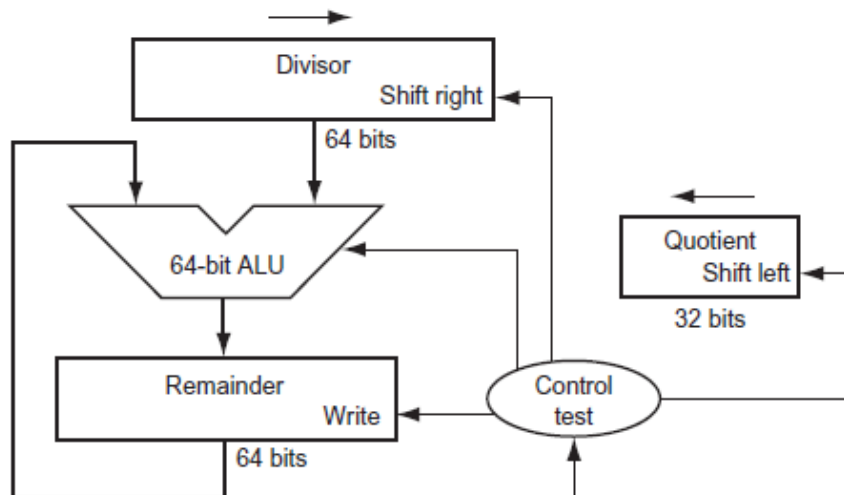 Divisor
Shift right
64 bits
64-bit ALU
Quotient
Shift left
32 bits
Remainder
Write
Control
test
64 bits